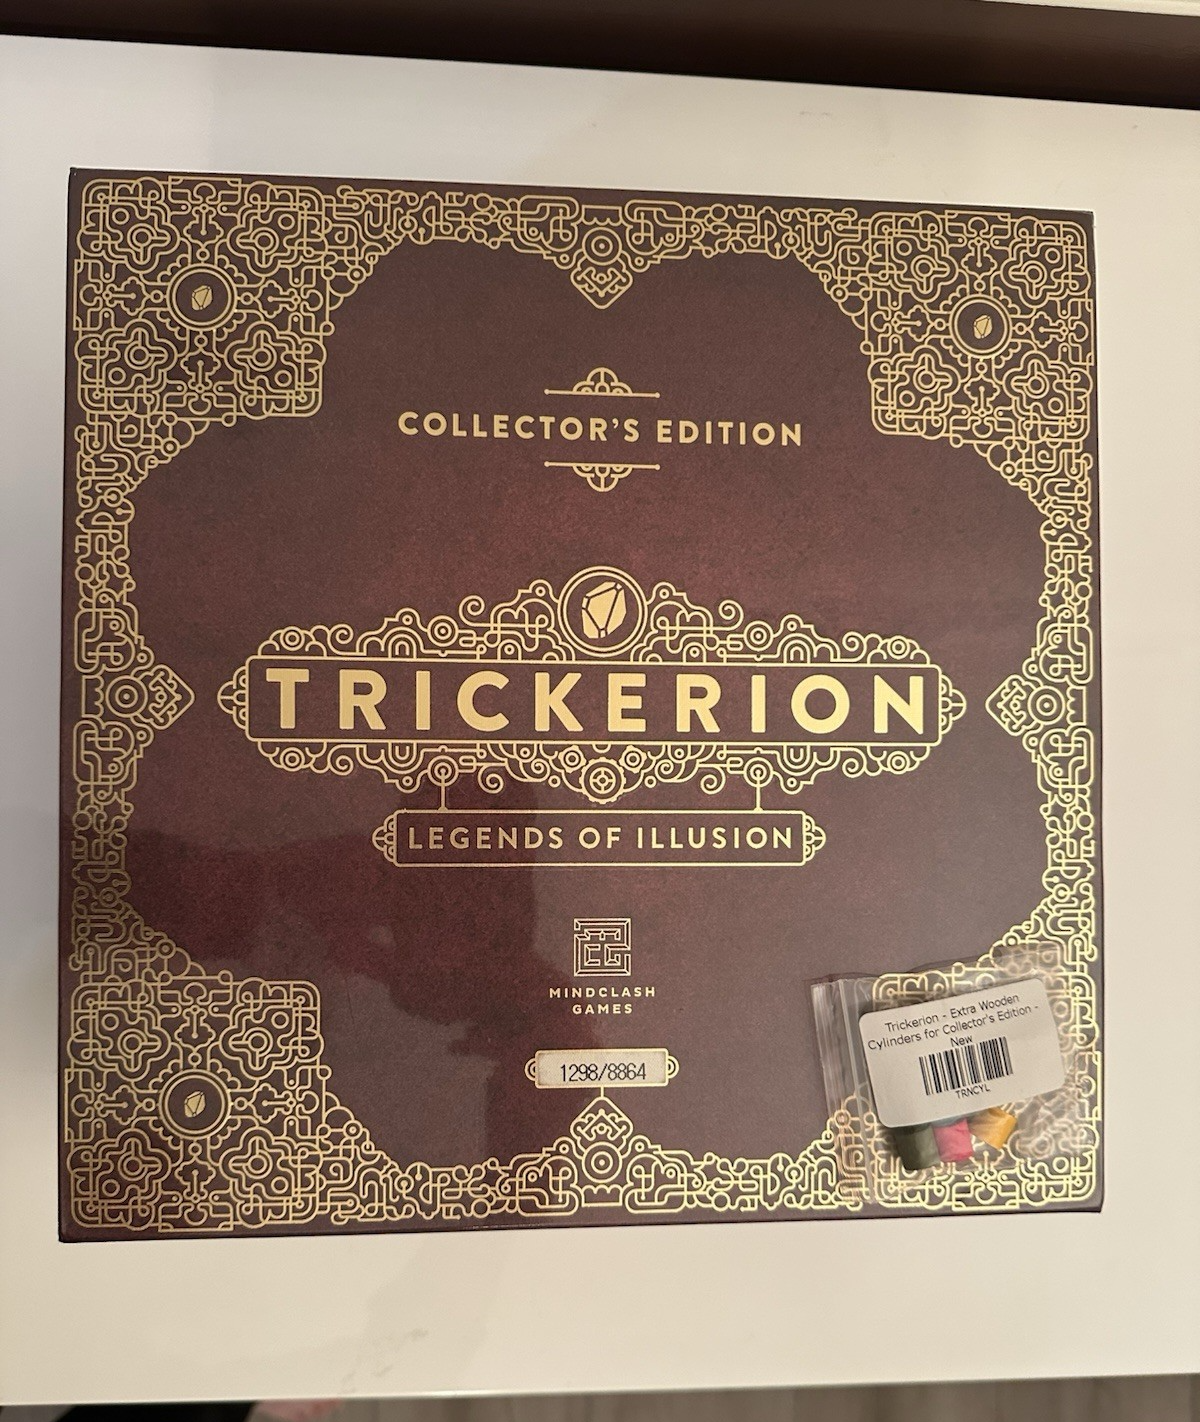 COLLECTOR'S EDITION
TRICKERION
LEGENDS OF ILLUSION
MINDCLASH
GAMES
1298/8864
Trickerion - Extra Wooden
Cylinders for Collector's Edition -
New
TRNCYL